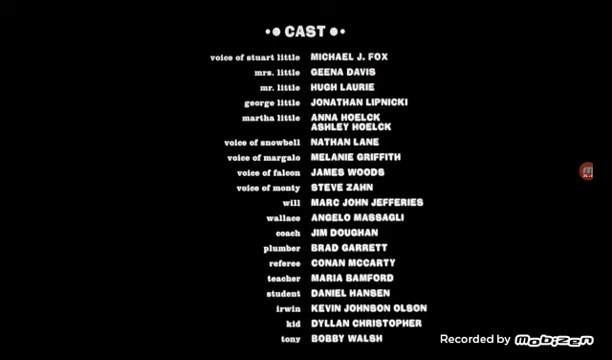 •● CAST ●•
voice of stuart little MICHAEL J. FOX
mrs. little GEENA DAVIS
mr. little HUGH LAURIE
george little JONATHAN LIPNICKI
martha little ANNA HOELCK
ASHLEY HOELCK
voice of snowbell NATHAN LANE
voice of margalo MELANIE GRIFFITH
voice of falcon JAMES WOODS
voice of monty STEVE ZAHN
will MARC JOHN JEFFERIES
wallace ANGELO MASSAGLI
coach JIM DOUGHAN
plumber BRAD GARRETT
referee CONAN MCCARTY
teacher MARIA BAMFORD
student DANIEL HANSEN
irwin KEVIN JOHNSON OLSON
kid DYLLAN CHRISTOPHER
tony BOBBY WALSH
Recorded by mobizen